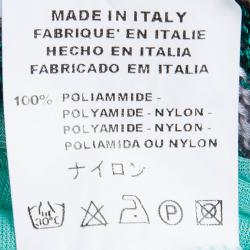 MADE IN ITALY
FABRIQUE' EN ITALIE
HECHO EN ITALIA
FABRICADO EM ITALIA
100% POLIAMMIDE -
POLYAMIDE - NYLON -
POLYAMIDE - NYLON -
POLIAMIDA OU NYLON
ナイロン
30°C P